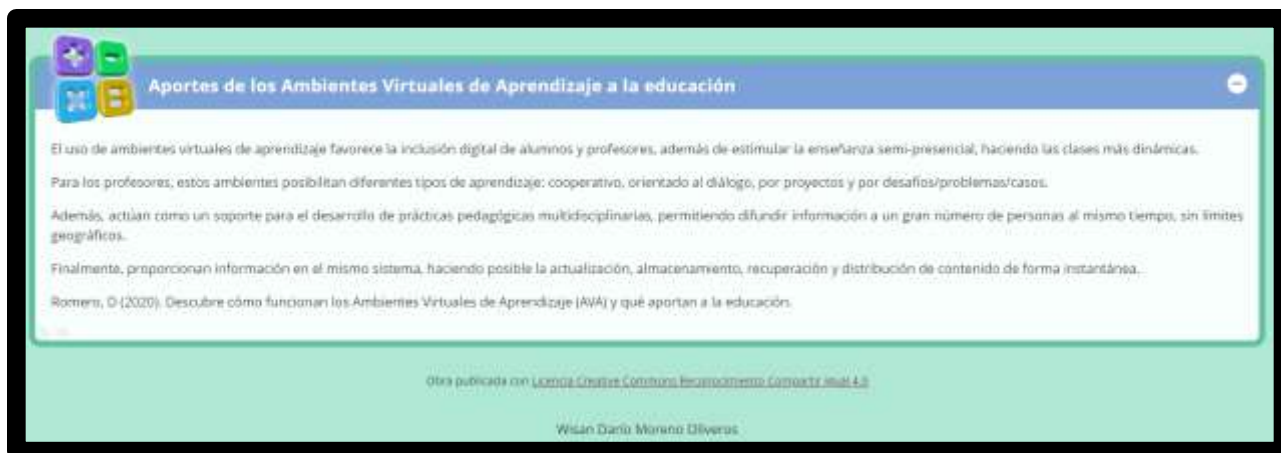 Aportes de los Ambientes Virtuales de Aprendizaje a la educación
El uso de ambientes virtuales de aprendizaje favorece la inclusión digital de alumnos y profesores, además de estimular la enseñanza semi-presencial, haciendo las clases más dinámicas.
Para los profesores, estos ambientes posibilitan diferentes tipos de aprendizaje: cooperativo, orientado al diálogo, por proyectos y por desafíos/problemas/casos.
Además, actúan como un soporte para el desarrollo de prácticas pedagógicas multidisciplinarias, permitiendo difundir información a un gran número de personas al mismo tiempo, sin límites
geográficos.
Finalmente, proporcionan información en el mismo sistema, haciendo posible la actualización, almacenamiento, recuperación y distribución de contenido de forma instantánea.
Romero, D (2020). Descubre cómo funcionan los Ambientes Virtuales de Aprendizaje (AVA) y qué aportan a la educación.
Obra publicada con Licencia Creative Commons Reconocimiento Compartir igual 4.0
Wisan Darío Moreno Oliveros